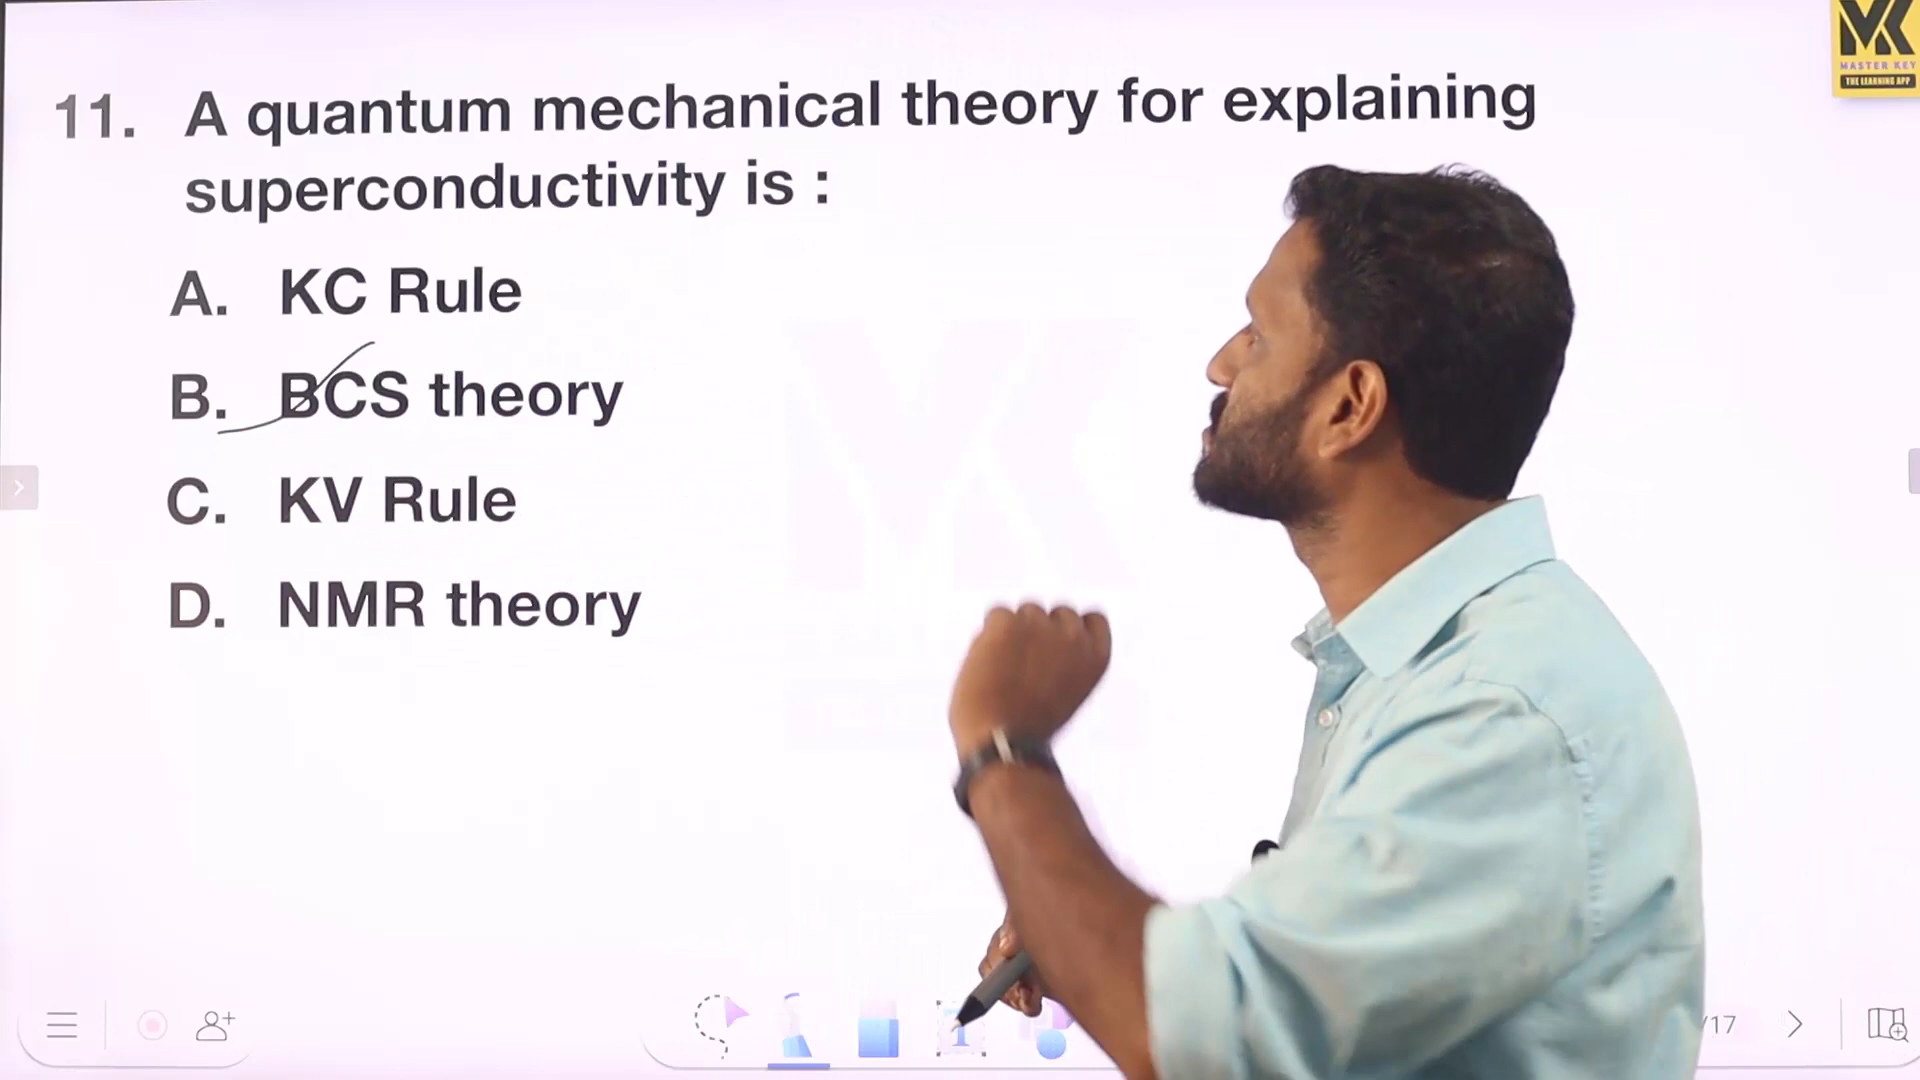 MK
MASTER KEY
THE LEARNING APP
11. A quantum mechanical theory for explaining
superconductivity is :
A. KC Rule
B. BCS theory
C. KV Rule
D. NMR theory
/17